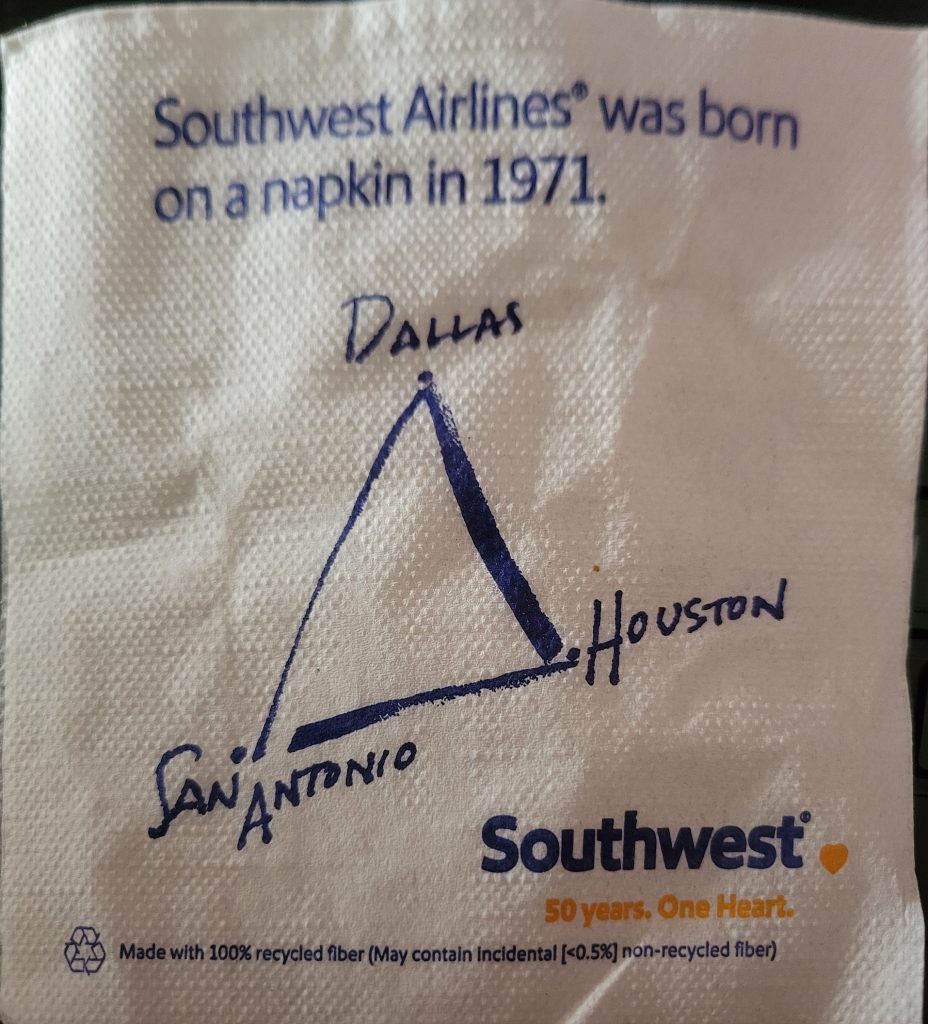 Southwest Airlines® was born
on a napkin in 1971.
DALLAS
HOUSTON
SAN ANTONIO
Southwest®
50 years. One Heart.
Made with 100% recycled fiber (May contain incidental [<0.5%] non-recycled fiber)